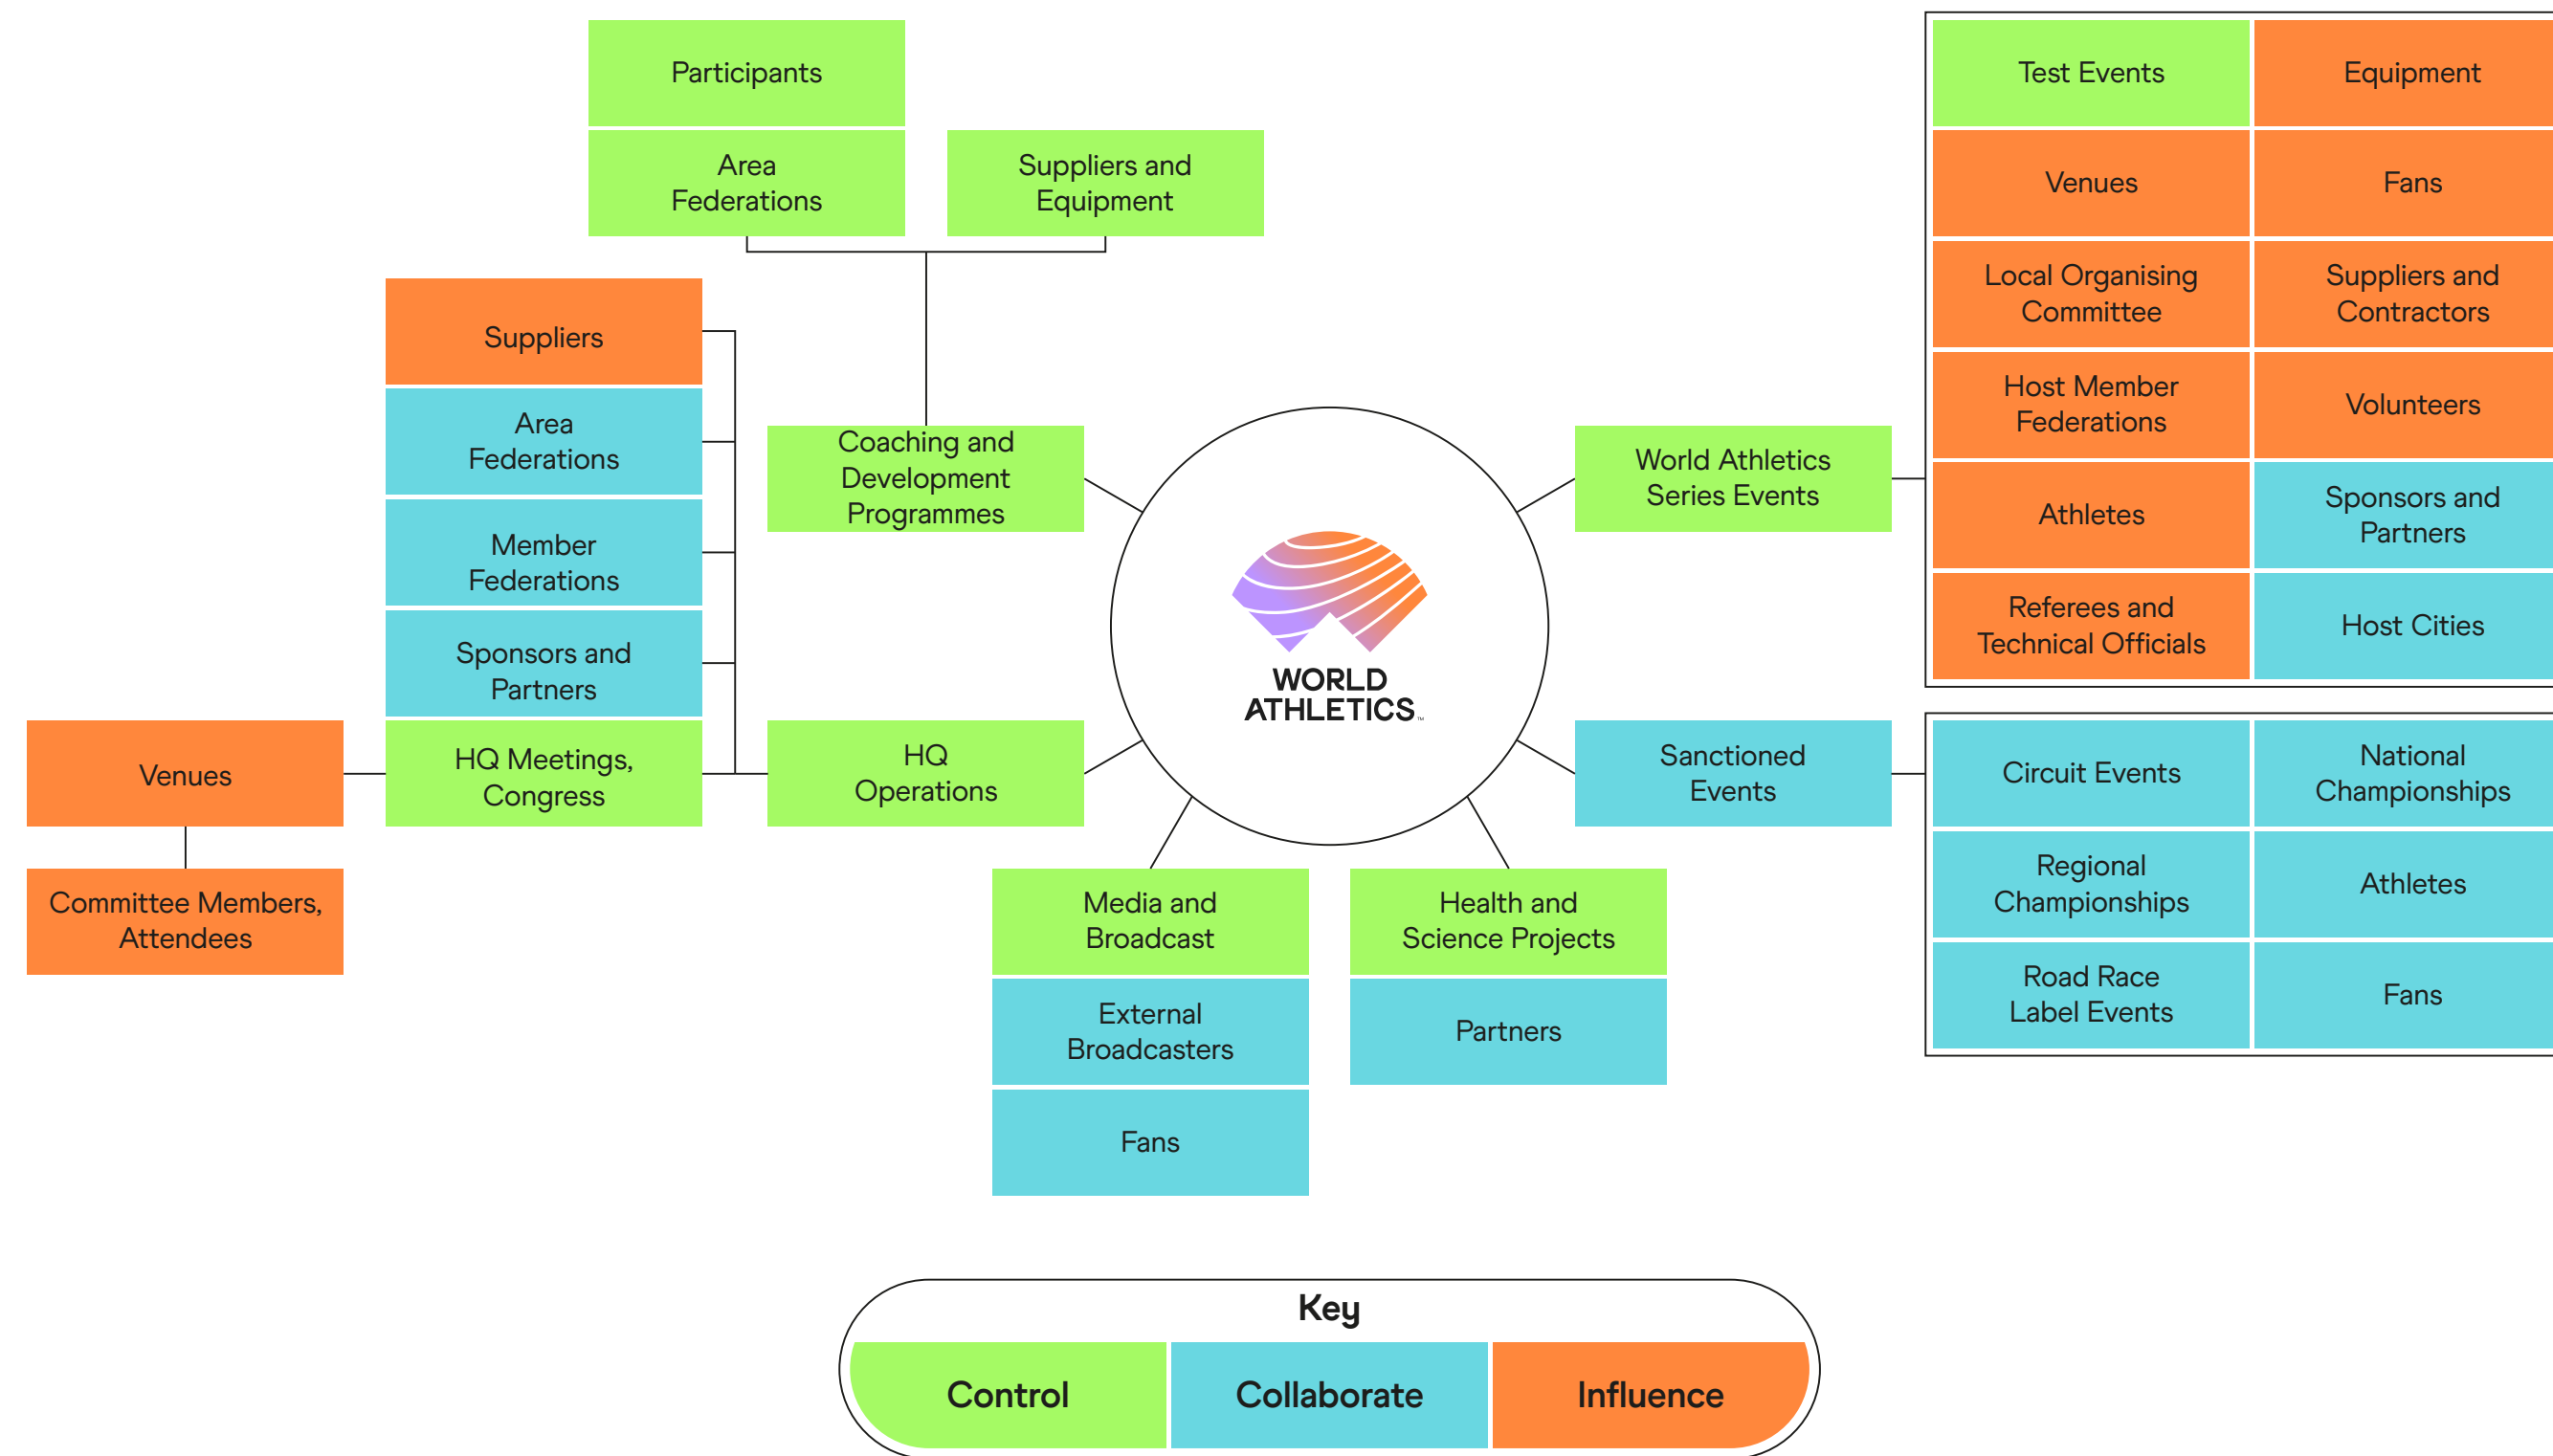 Participants
Area
Federations
Suppliers and
Equipment
Suppliers
Area
Federations
Member
Federations
Sponsors and
Partners
HQ Meetings,
Congress
Venues
Committee Members,
Attendees
Coaching and
Development
Programmes
HQ
Operations
WORLD
ATHLETICS™
Media and
Broadcast
External
Broadcasters
Fans
Health and
Science Projects
Partners
World Athletics
Series Events
Test Events
Equipment
Venues
Fans
Local Organising
Committee
Suppliers and
Contractors
Host Member
Federations
Volunteers
Athletes
Sponsors and
Partners
Referees and
Technical Officials
Host Cities
Sanctioned
Events
Circuit Events
National
Championships
Regional
Championships
Athletes
Road Race
Label Events
Fans
Key
Control
Collaborate
Influence